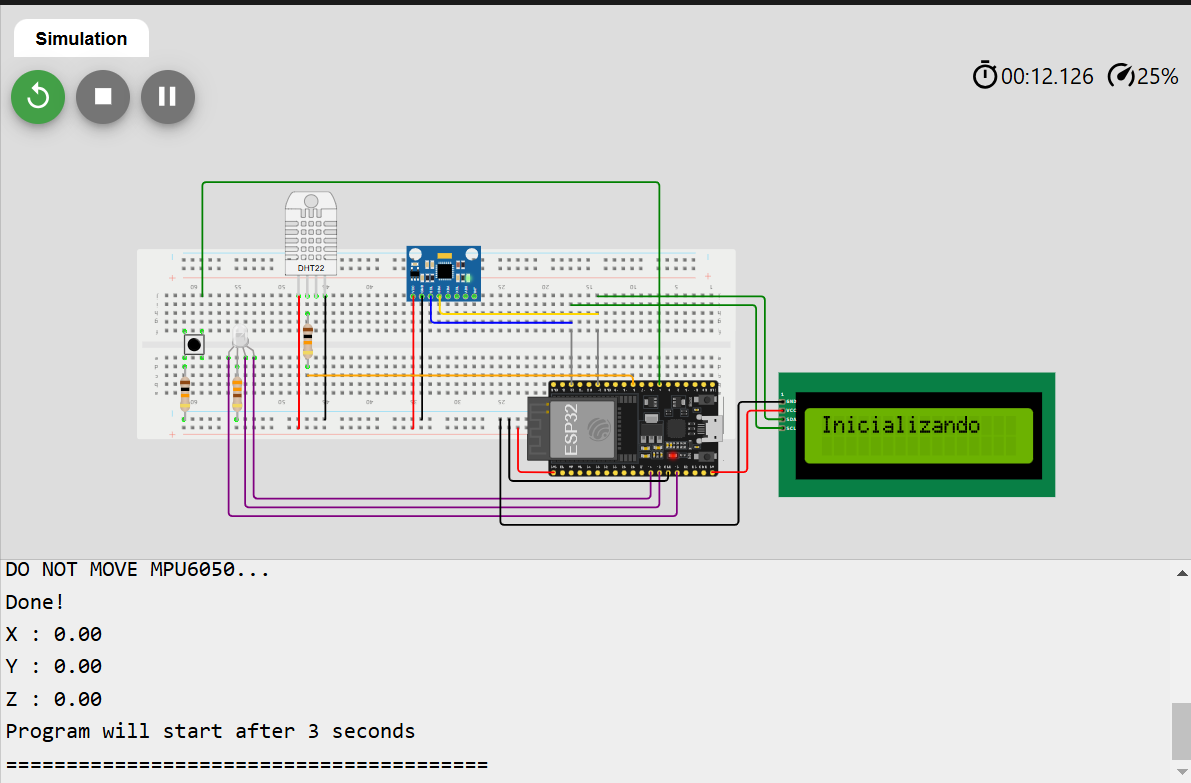 Simulation
00:12.126
25%
DHT22
ESP32
1
GND
VCC
SDA
SCL
Inicializando
DO NOT MOVE MPU6050...
Done!
X : 0.00
Y : 0.00
Z : 0.00
Program will start after 3 seconds
========================================